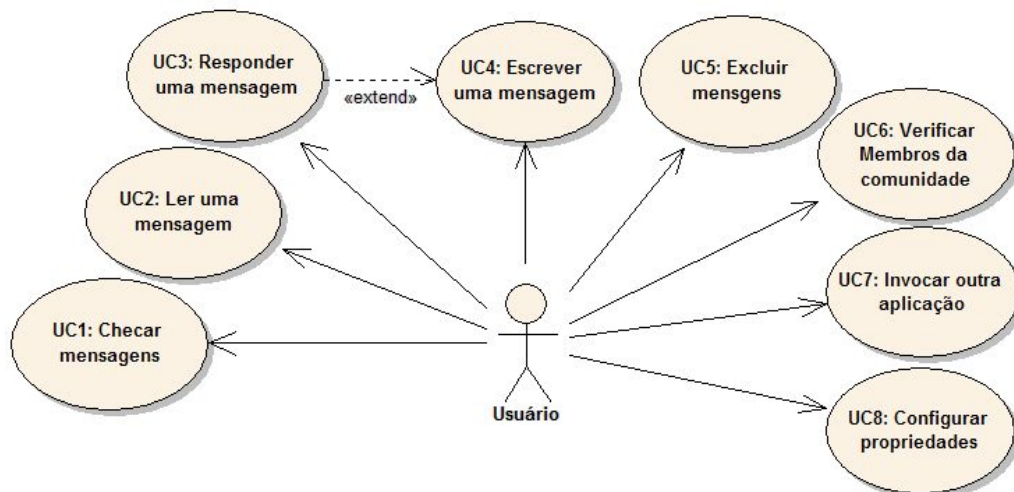 UC3: Responder
uma mensagem
«extend»
UC4: Escrever
uma mensagem
UC5: Excluir
mensgens
UC6: Verificar
Membros da
comunidade
UC2: Ler uma
mensagem
UC7: Invocar outra
aplicação
UC1: Checar
mensagens
Usuário
UC8: Configurar
propriedades